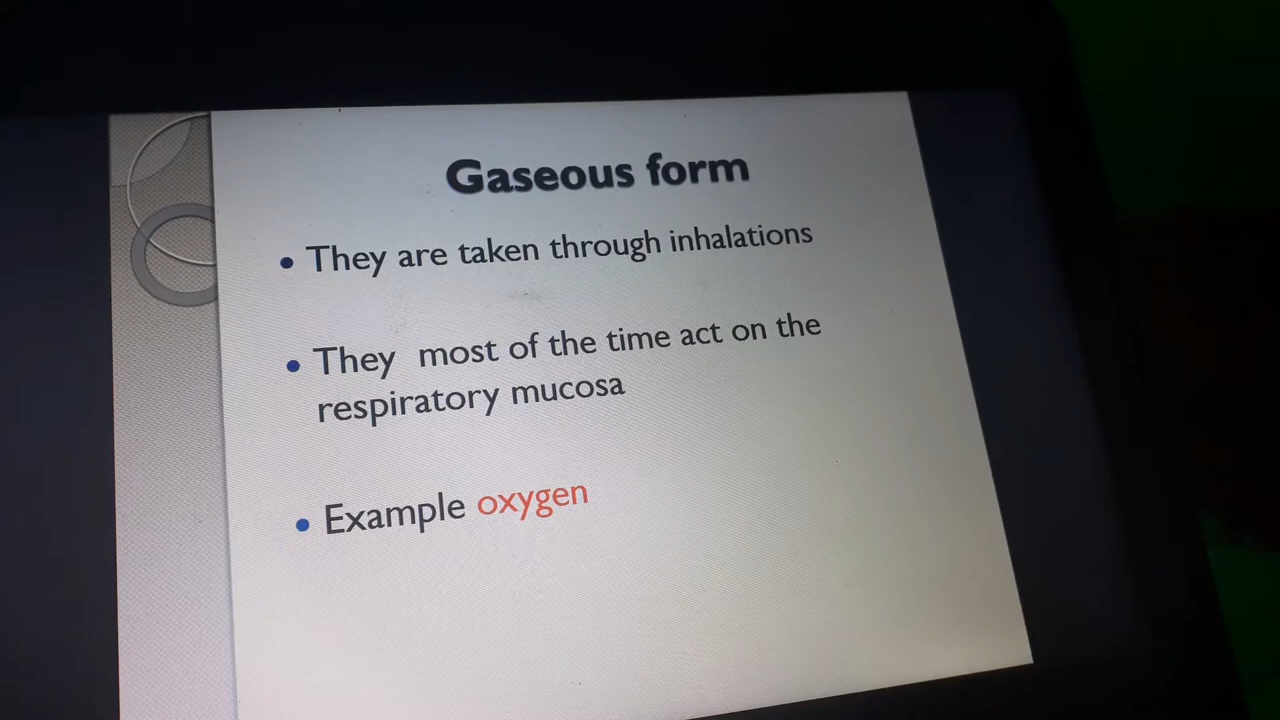 Gaseous form
• They are taken through inhalations
• They most of the time act on the
respiratory mucosa
• Example oxygen